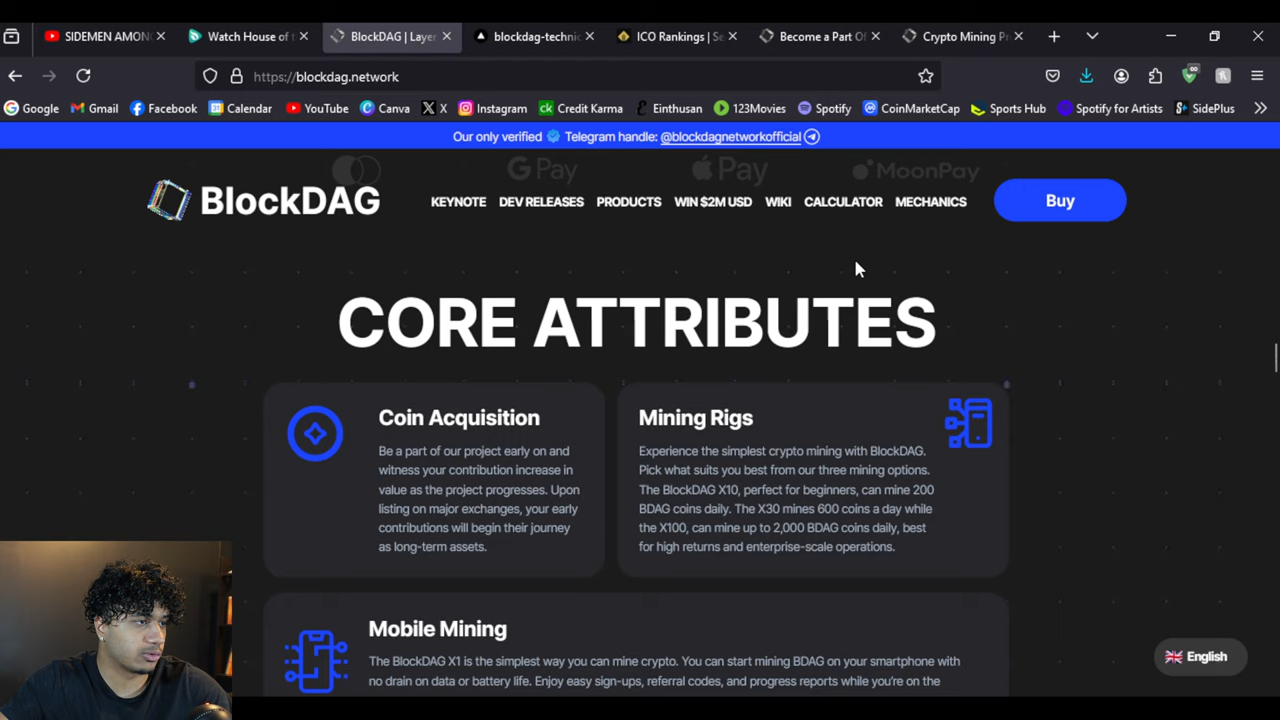 SIDEMEN AMONG
Watch House of t
BlockDAG | Layer
blockdag-technic
ICO Rankings | Se
Become a Part Of
Crypto Mining Pr
https://blockdag.network
Google
Gmail
Facebook
Calendar
YouTube
Canva
X
Instagram
ck Credit Karma
Einthusan
123Movies
Spotify
CoinMarketCap
Sports Hub
Spotify for Artists
SidePlus
Our only verified Telegram handle: @blockdagnetworkofficial
G Pay
Pay
MoonPay
BlockDAG
KEYNOTE
DEV RELEASES
PRODUCTS
WIN $2M USD
WIKI
CALCULATOR
MECHANICS
Buy
CORE ATTRIBUTES
Coin Acquisition
Be a part of our project early on and
witness your contribution increase in
value as the project progresses. Upon
listing on major exchanges, your early
contributions will begin their journey
as long-term assets.
Mining Rigs
Experience the simplest crypto mining with BlockDAG.
Pick what suits you best from our three mining options.
The BlockDAG X10, perfect for beginners, can mine 200
BDAG coins daily. The X30 mines 600 coins a day while
the X100, can mine up to 2,000 BDAG coins daily, best
for high returns and enterprise-scale operations.
Mobile Mining
The BlockDAG X1 is the simplest way you can mine crypto. You can start mining BDAG on your smartphone with
no drain on data or battery life. Enjoy easy sign-ups, referral codes, and progress reports while you're on the
English